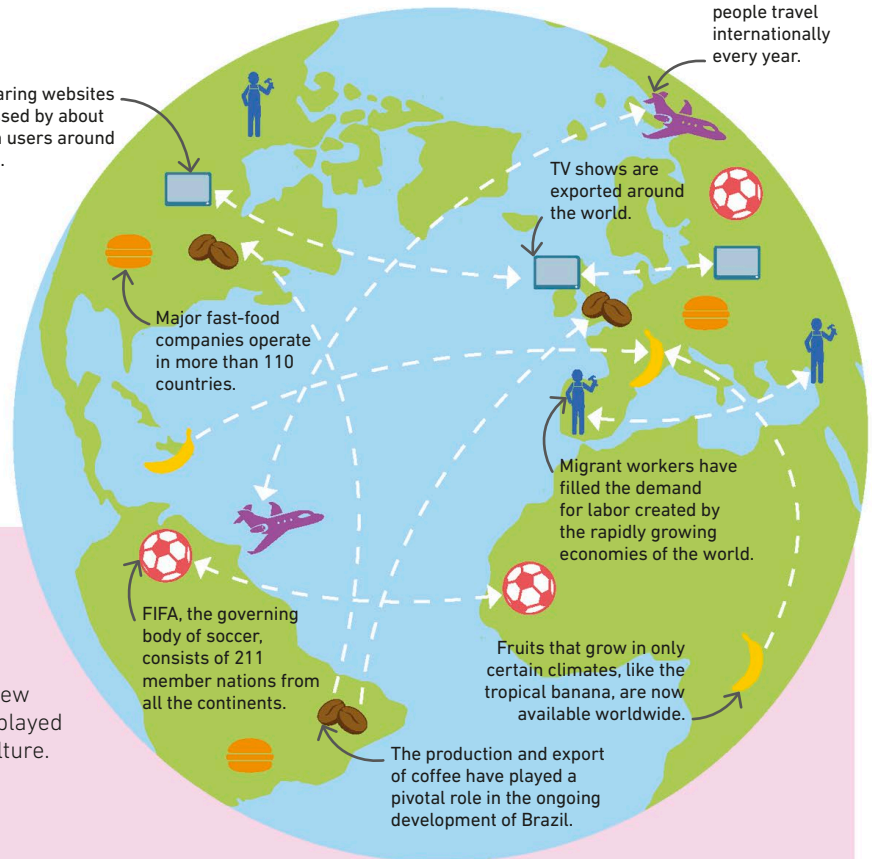 people travel
internationally
every year.
websites
by about
users around
TV shows are
exported around
the world.
Major fast-food
companies operate
in more than 110
countries.
Migrant workers have
filled the demand
for labor created by
the rapidly growing
economies of the world.
FIFA, the governing
body of soccer,
consists of 211
member nations from
all the continents.
Fruits that grow in only
certain climates, like the
tropical banana, are now
available worldwide.
played
The production and export
of coffee have played a
pivotal role in the ongoing
development of Brazil.